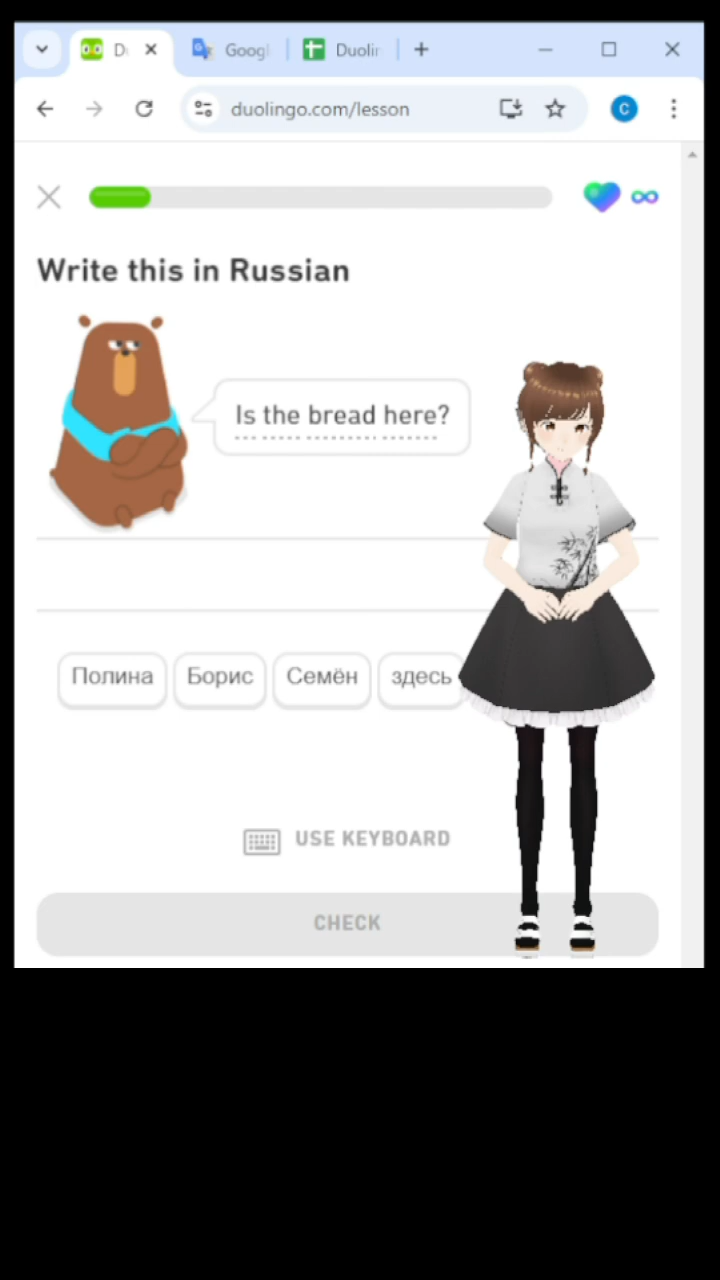 Googl
Duolin
duolingo.com/lesson
C
Write this in Russian
Is the bread here?
Полина Борис Семён здесь
USE KEYBOARD
CHECK